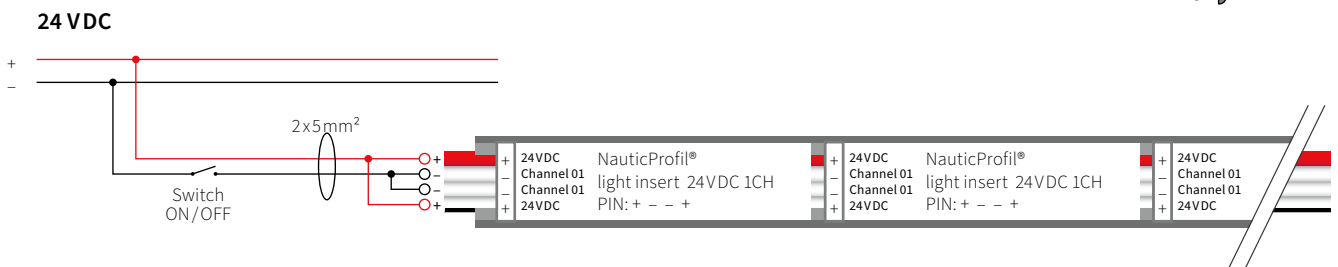 24 VDC
+
–
2x5mm²
Switch
ON/OFF
+
–
–
+
+
–
–
+
24VDC
Channel 01
Channel 01
24VDC
NauticProfil®
light insert 24VDC 1CH
PIN: + – – +
+
–
–
+
24VDC
Channel 01
Channel 01
24VDC
NauticProfil®
light insert 24VDC 1CH
PIN: + – – +
+
–
–
+
24VDC
Channel 01
Channel 01
24VDC